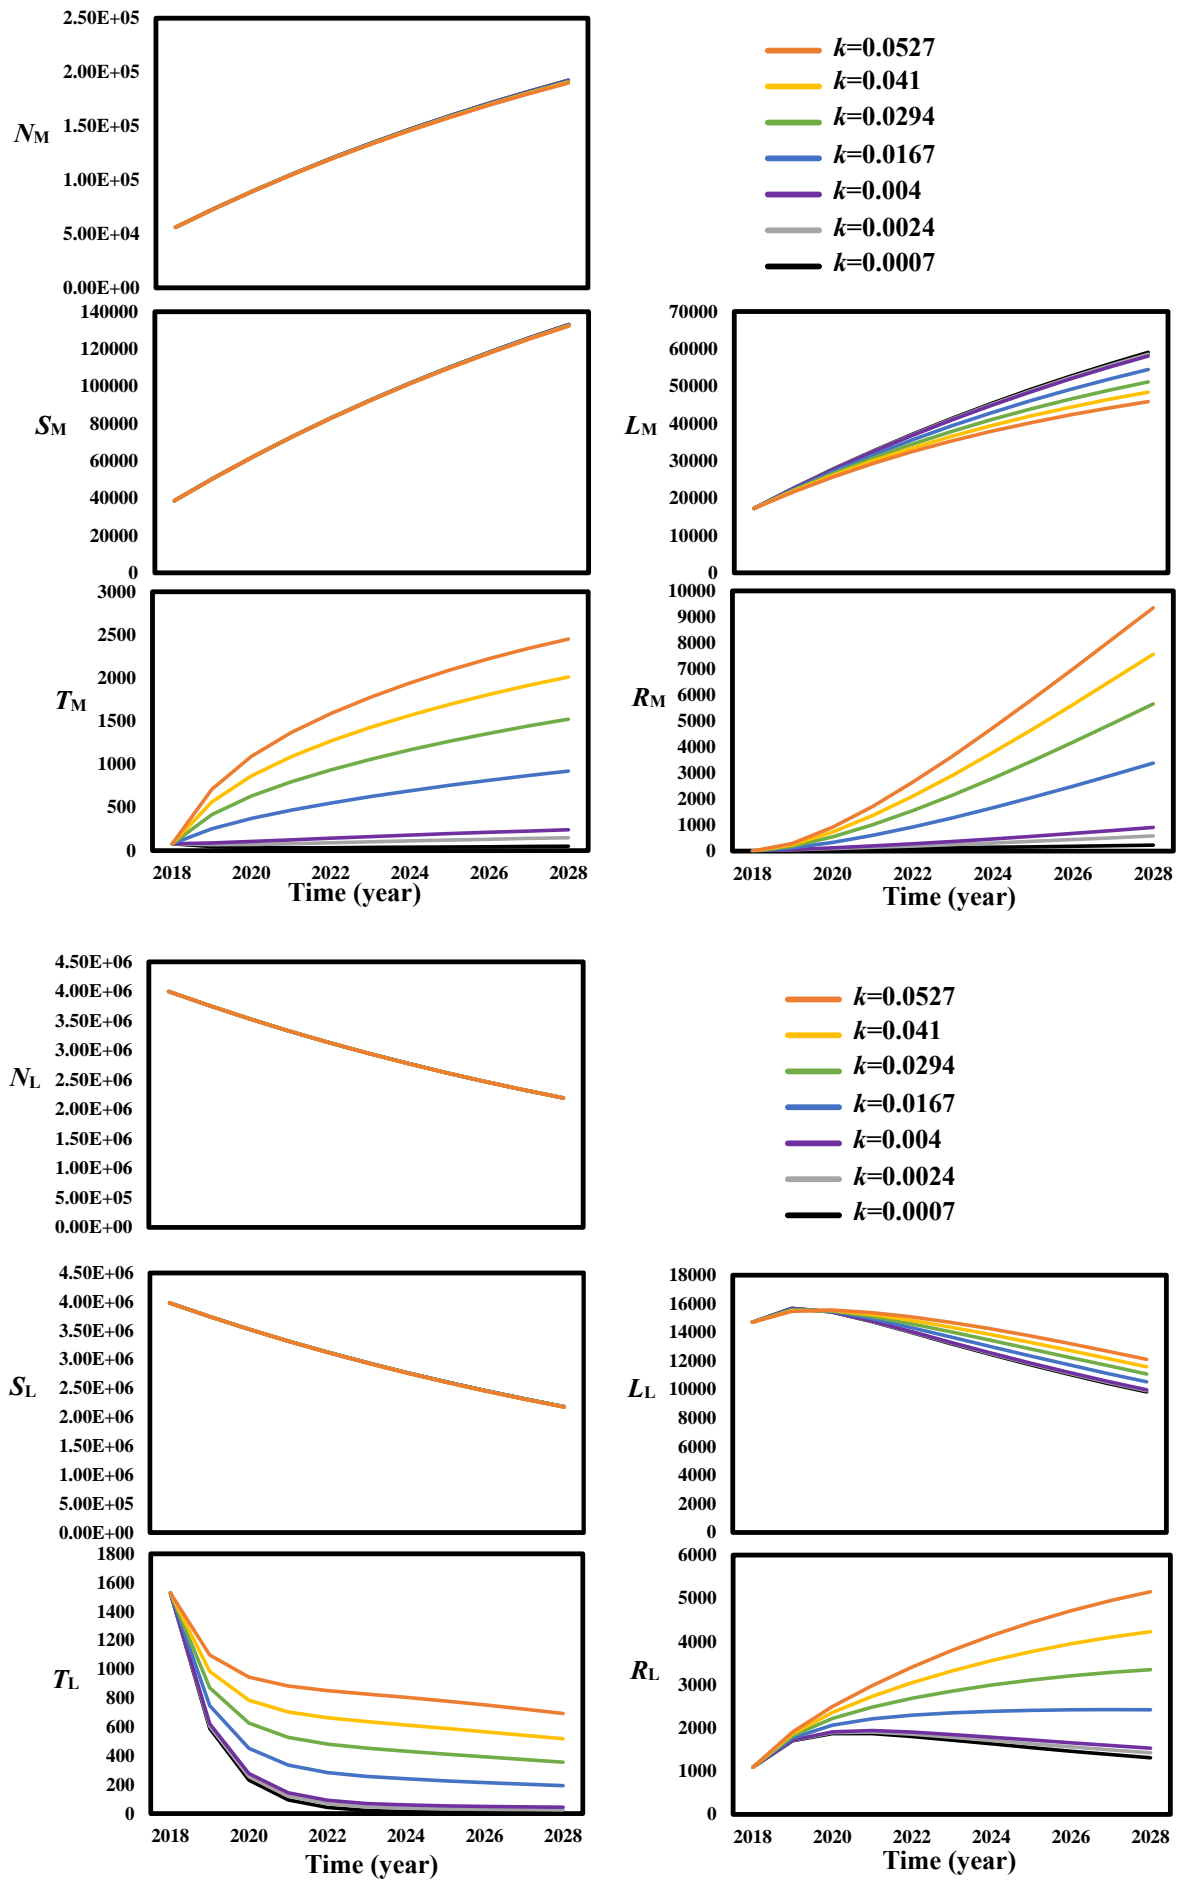 2.50E+05
2.00E+05
1.50E+05
1.00E+05
5.00E+04
0.00E+00
NM
k=0.0527
k=0.041
k=0.0294
k=0.0167
k=0.004
k=0.0024
k=0.0007
140000
120000
100000
80000
60000
40000
20000
0
SM
70000
60000
50000
40000
30000
20000
10000
0
LM
3000
2500
2000
1500
1000
500
0
TM
2018 2020 2022 2024 2026 2028
Time (year)
10000
9000
8000
7000
6000
5000
4000
3000
2000
1000
0
RM
2018 2020 2022 2024 2026 2028
Time (year)
4.50E+06
4.00E+06
3.50E+06
3.00E+06
2.50E+06
2.00E+06
1.50E+06
1.00E+06
5.00E+05
0.00E+00
NL
k=0.0527
k=0.041
k=0.0294
k=0.0167
k=0.004
k=0.0024
k=0.0007
4.50E+06
4.00E+06
3.50E+06
3.00E+06
2.50E+06
2.00E+06
1.50E+06
1.00E+06
5.00E+05
0.00E+00
SL
18000
16000
14000
12000
10000
8000
6000
4000
2000
0
LL
1800
1600
1400
1200
1000
800
600
400
200
0
TL
2018 2020 2022 2024 2026 2028
Time (year)
6000
5000
4000
3000
2000
1000
0
RL
2018 2020 2022 2024 2026 2028
Time (year)